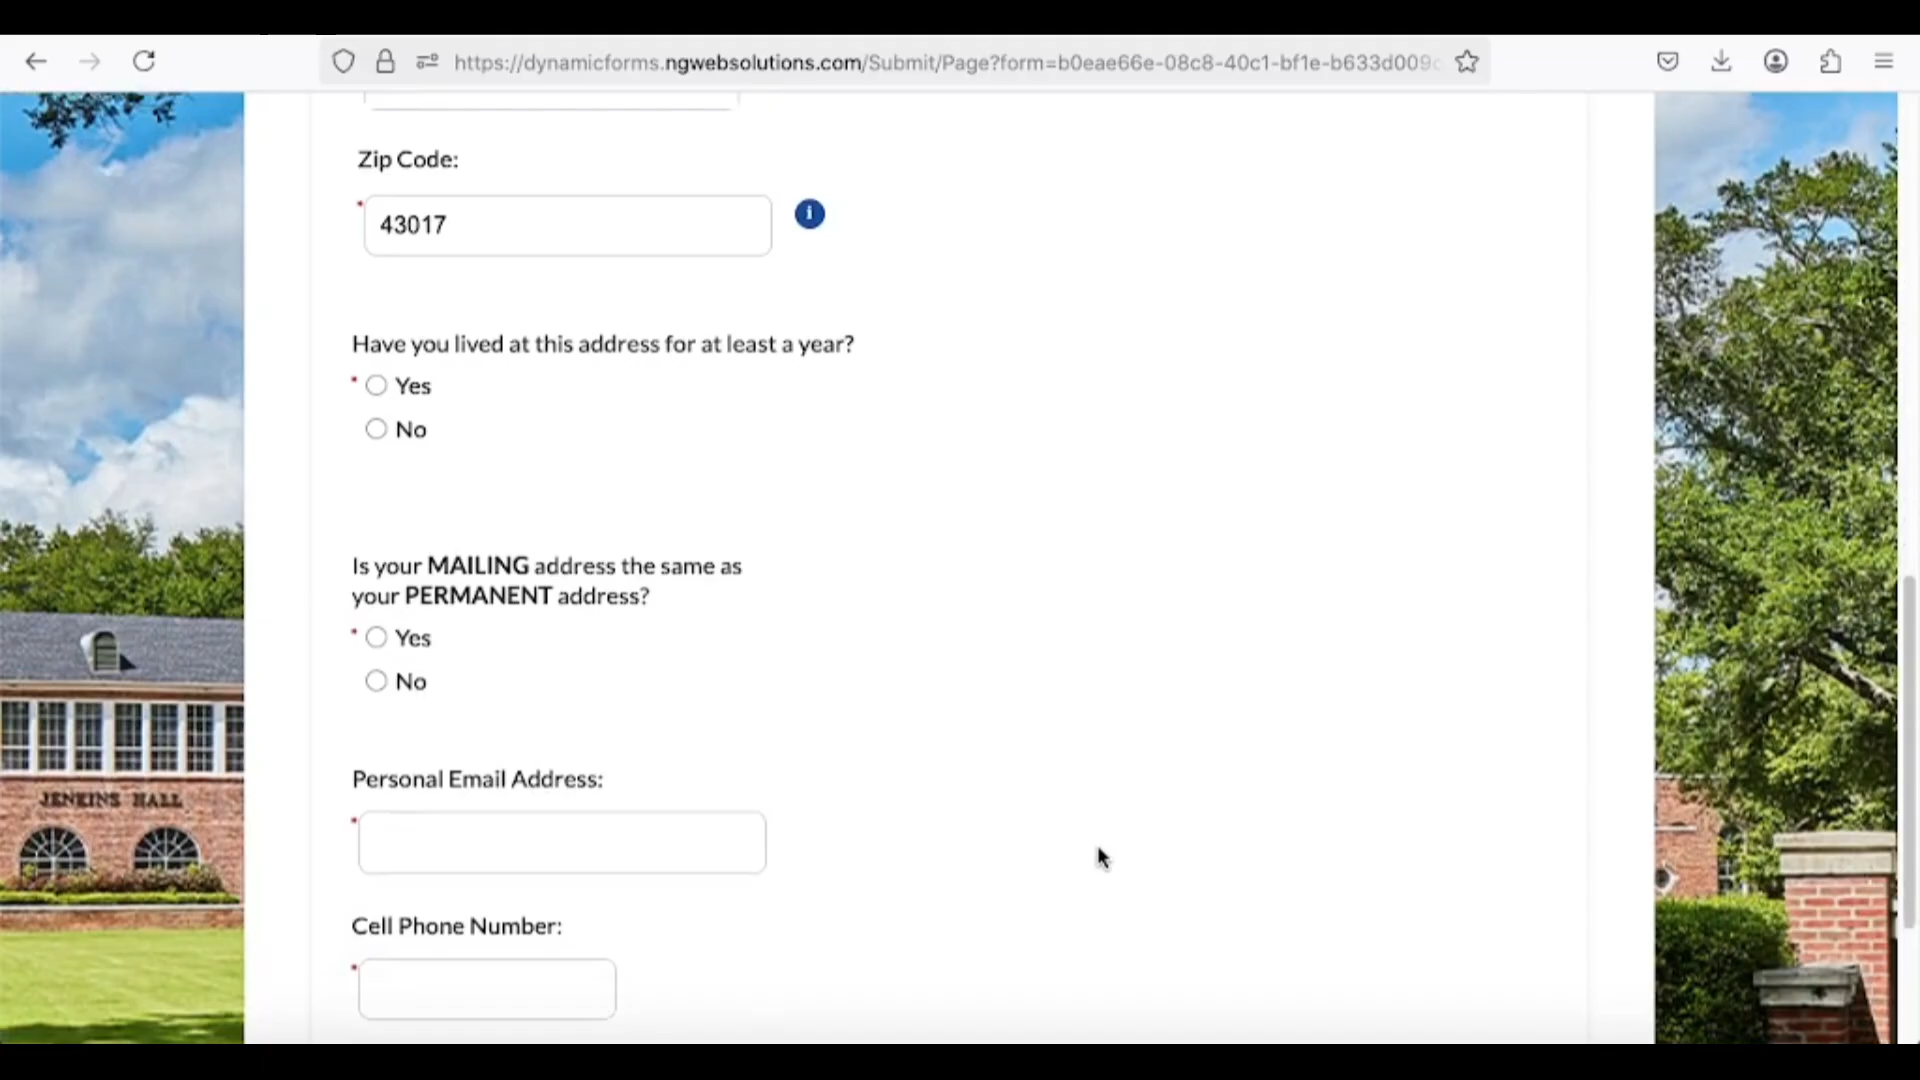 https://dynamicforms.ngwebsolutions.com/Submit/Page?form=b0eae66e-08c8-40c1-bf1e-b633d009
Zip Code:
* 43017
i
Have you lived at this address for at least a year?
* Yes
No
Is your MAILING address the same as
your PERMANENT address?
* Yes
No
JENKINS HALL
Personal Email Address:
*
Cell Phone Number:
*